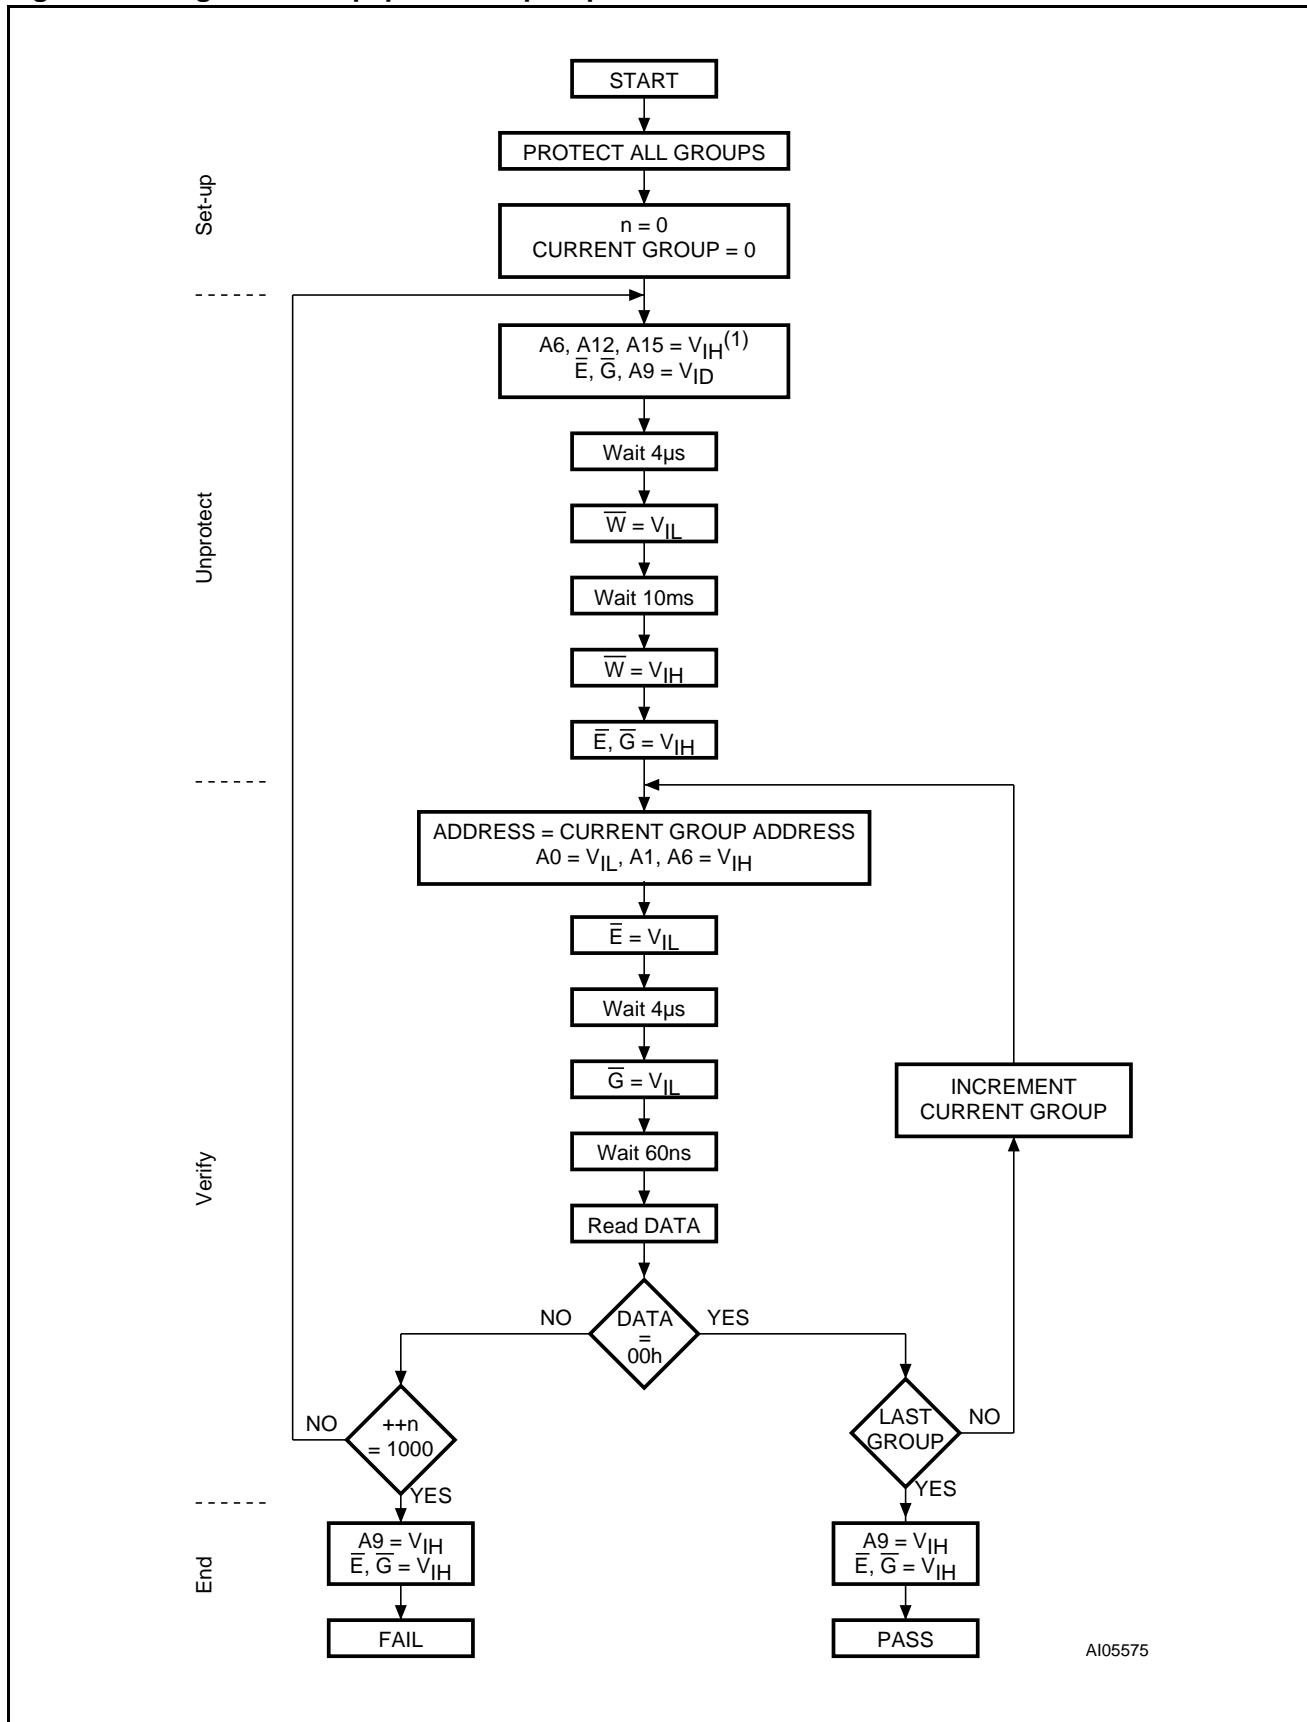 START
PROTECT ALL GROUPS
Set-up
n = 0
CURRENT GROUP = 0
A6, A12, A15 = VIH(1)
E̅, G̅, A9 = VID
Wait 4µs
Unprotect
W̅ = VIL
Wait 10ms
W̅ = VIH
E̅, G̅ = VIH
ADDRESS = CURRENT GROUP ADDRESS
A0 = VIL, A1, A6 = VIH
E̅ = VIL
Wait 4µs
G̅ = VIL
INCREMENT
CURRENT GROUP
Wait 60ns
Verify
Read DATA
NO
DATA
=
00h
YES
NO
++n
= 1000
YES
LAST
GROUP
NO
YES
End
A9 = VIH
E̅, G̅ = VIH
A9 = VIH
E̅, G̅ = VIH
FAIL
PASS
AI05575